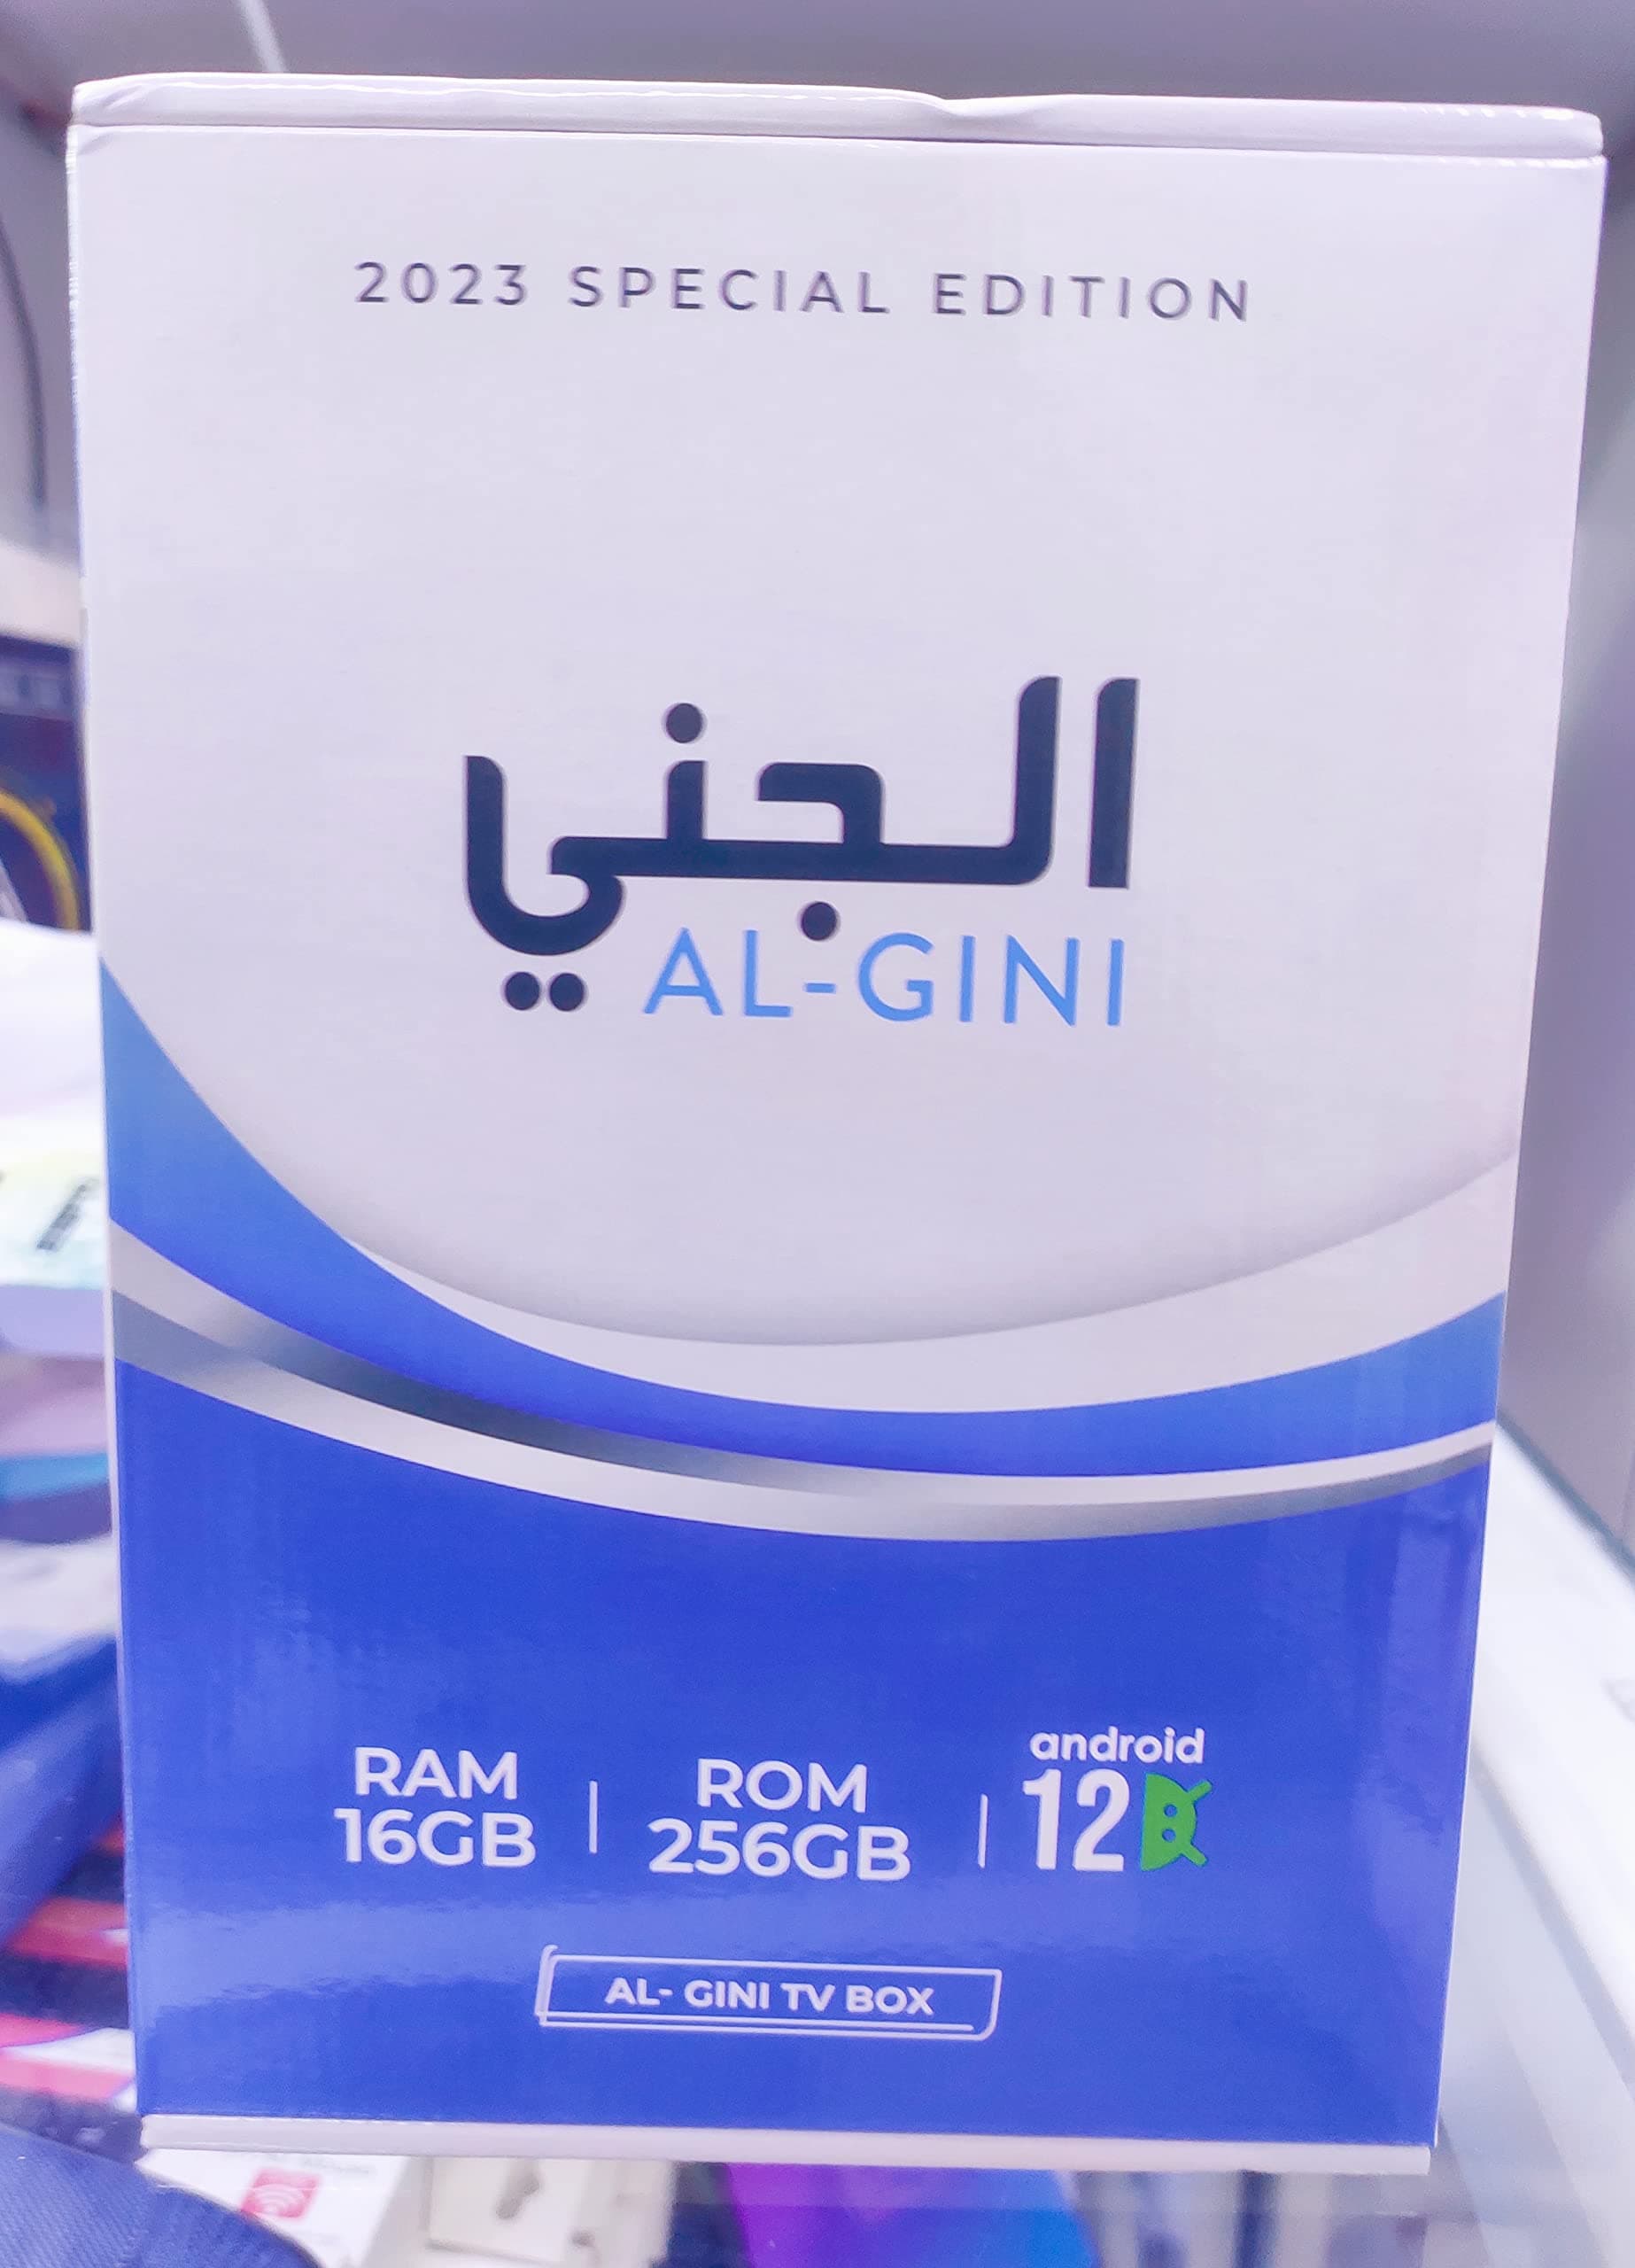 2023 SPECIAL EDITION
الجني
AL-GINI
RAM
16GB
ROM
256GB
android
12
AL- GINI TV BOX